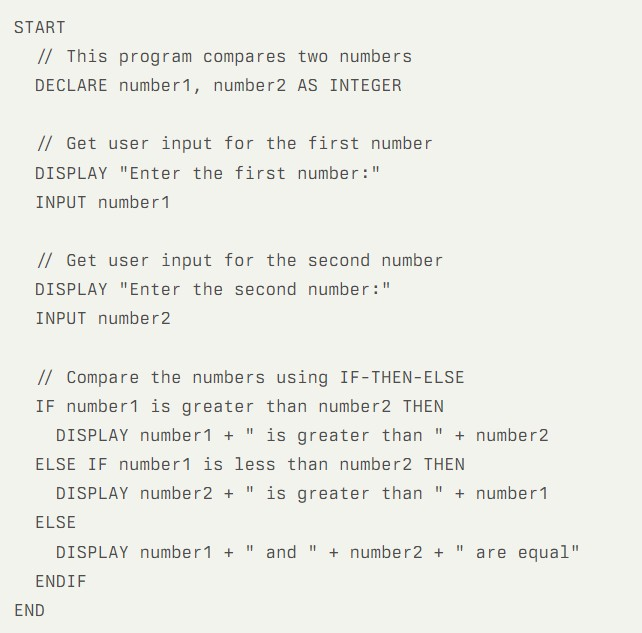 START
// This program compares two numbers
DECLARE number1, number2 AS INTEGER
// Get user input for the first number
DISPLAY "Enter the first number:"
INPUT number1
// Get user input for the second number
DISPLAY "Enter the second number:"
INPUT number2
// Compare the numbers using IF-THEN-ELSE
IF number1 is greater than number2 THEN
DISPLAY number1 + " is greater than " + number2
ELSE IF number1 is less than number2 THEN
DISPLAY number2 + " is greater than " + number1
ELSE
DISPLAY number1 + " and " + number2 + " are equal"
ENDIF
END